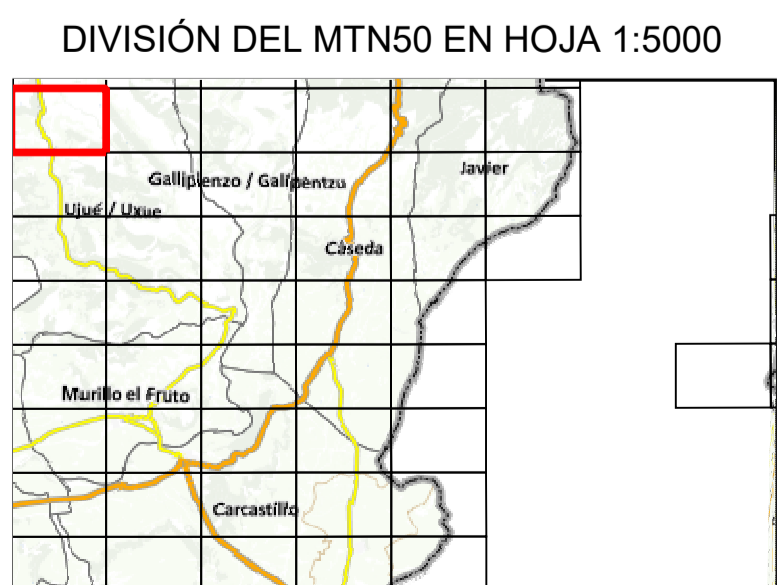 DIVISIÓN DEL MTN50 EN HOJA 1:5000
Javier
Gallipienzo / Galipentzu
Ujué / Uxue
Cáseda
Murillo el Fruto
Carcastillo